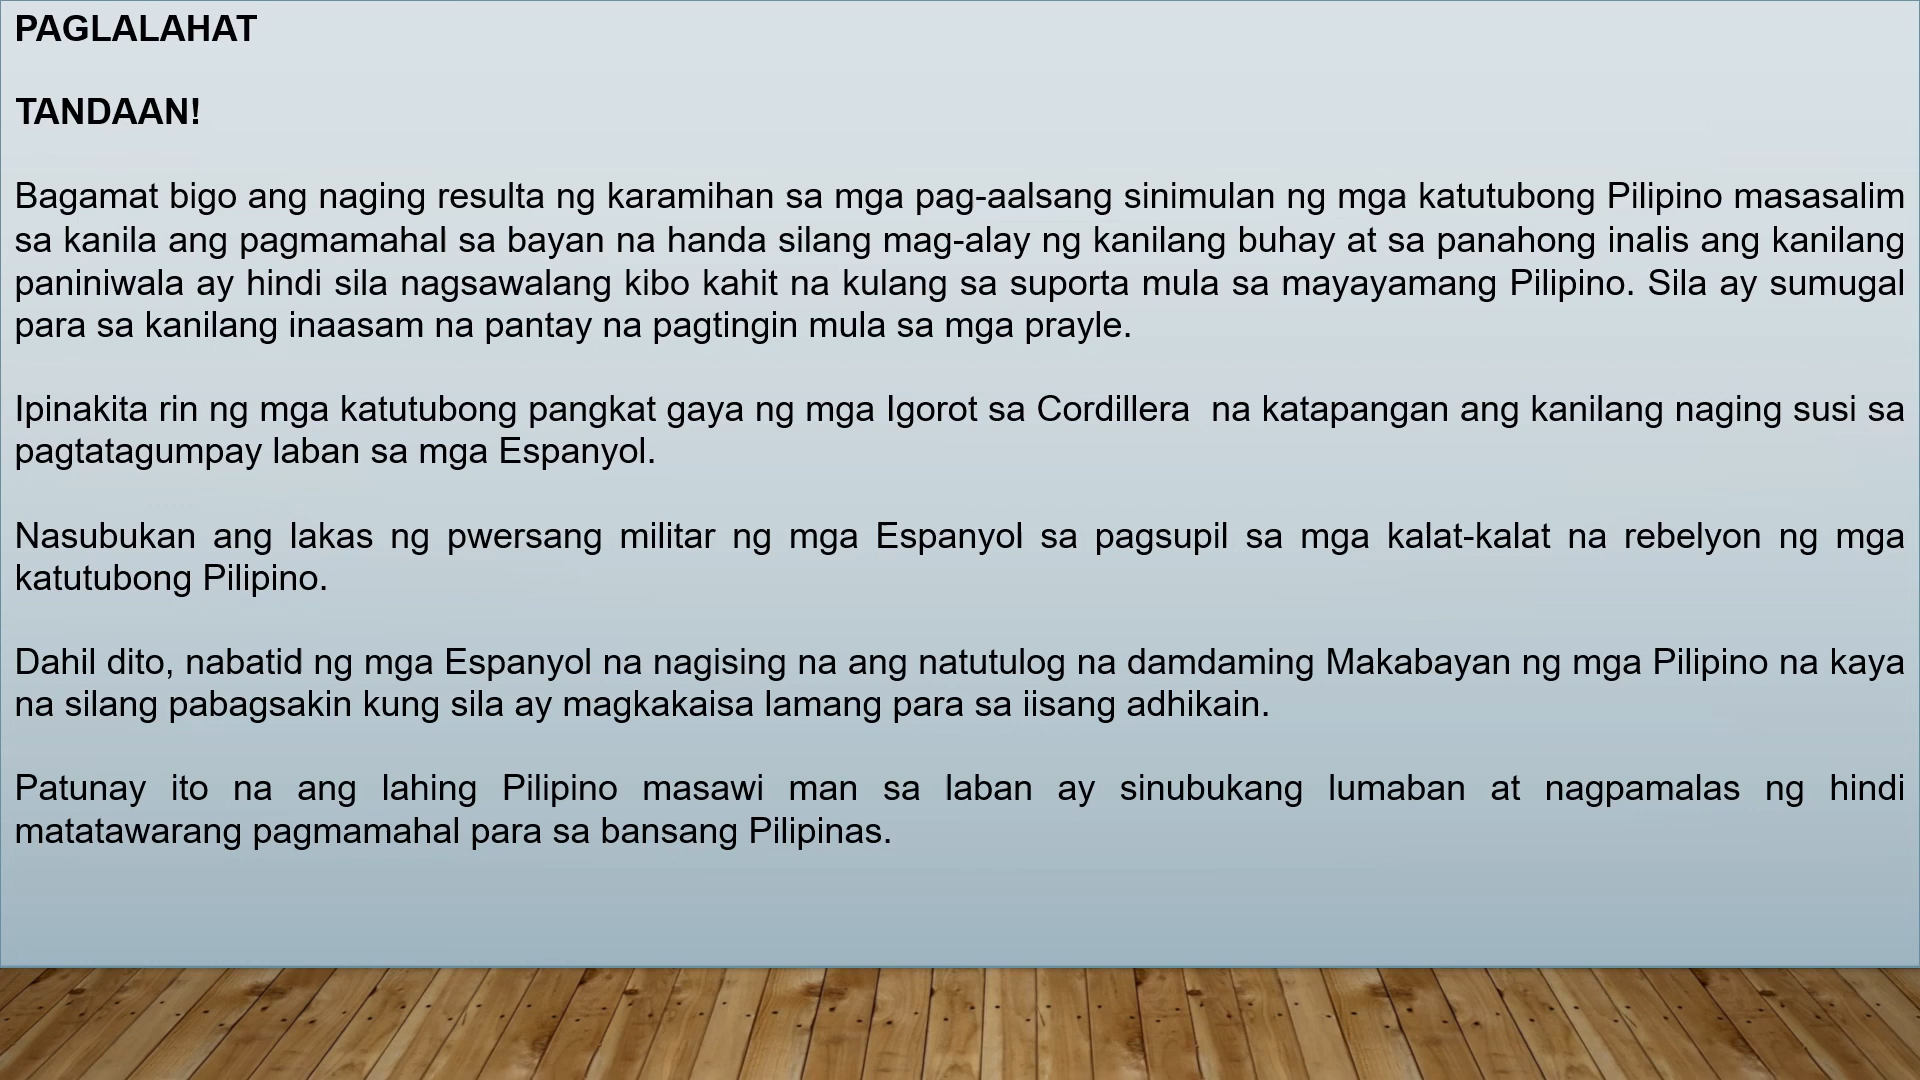 PAGLALAHAT
TANDAAN!
Bagamat bigo ang naging resulta ng karamihan sa mga pag-aalsang sinimulan ng mga katutubong Pilipino masasalim
sa kanila ang pagmamahal sa bayan na handa silang mag-alay ng kanilang buhay at sa panahong inalis ang kanilang
paniniwala ay hindi sila nagsawalang kibo kahit na kulang sa suporta mula sa mayayamang Pilipino. Sila ay sumugal
para sa kanilang inaasam na pantay na pagtingin mula sa mga prayle.
Ipinakita rin ng mga katutubong pangkat gaya ng mga Igorot sa Cordillera  na katapangan ang kanilang naging susi sa
pagtatagumpay laban sa mga Espanyol.
Nasubukan ang lakas ng pwersang militar ng mga Espanyol sa pagsupil sa mga kalat-kalat na rebelyon ng mga
katutubong Pilipino.
Dahil dito, nabatid ng mga Espanyol na nagising na ang natutulog na damdaming Makabayan ng mga Pilipino na kaya
na silang pabagsakin kung sila ay magkakaisa lamang para sa iisang adhikain.
Patunay ito na ang lahing Pilipino masawi man sa laban ay sinubukang lumaban at nagpamalas ng hindi
matatawarang pagmamahal para sa bansang Pilipinas.